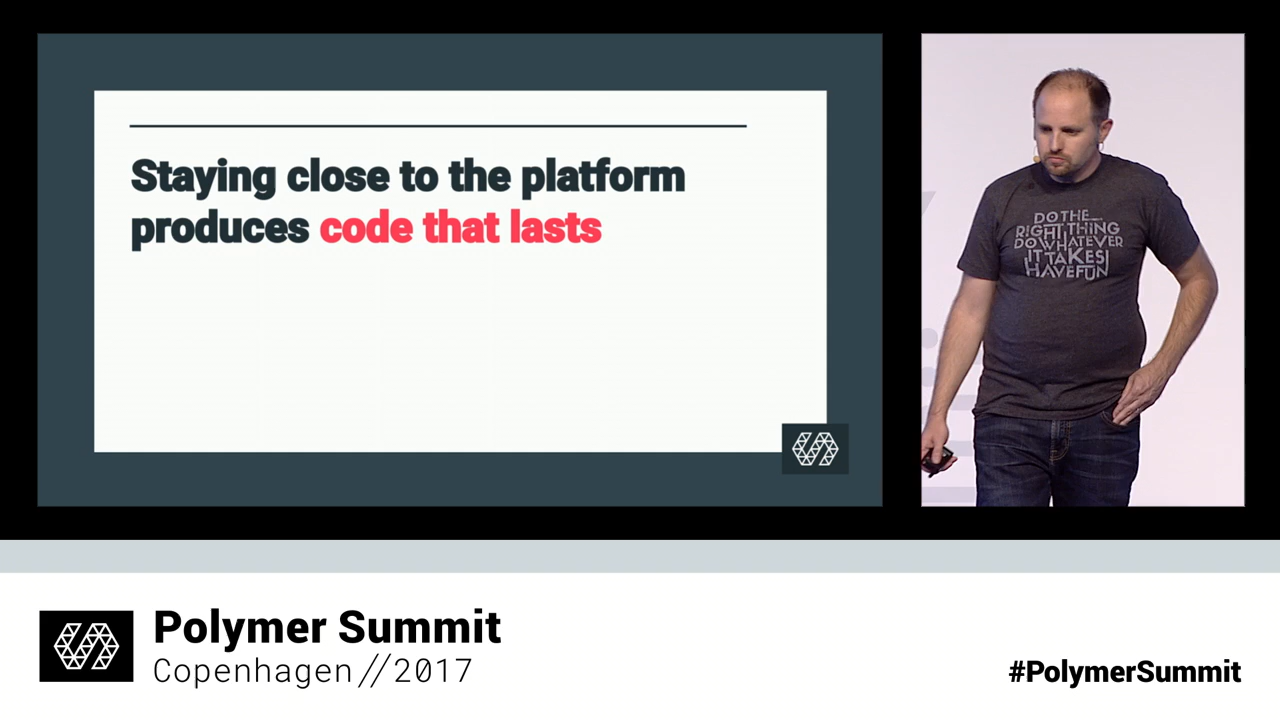 Staying close to the platform
produces code that lasts
DO THE
RIGHT THING
DO WHATEVER
IT TAKES
HAVE FUN
Polymer Summit
Copenhagen //2017
#PolymerSummit